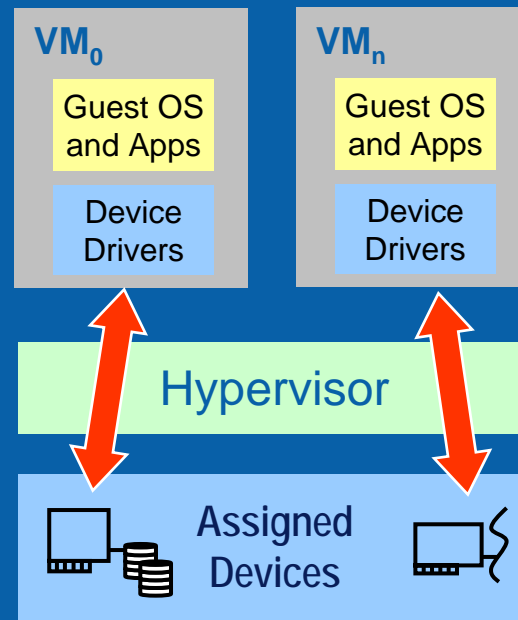 VM0
Guest OS
and Apps
Device
Drivers
VMn
Guest OS
and Apps
Device
Drivers
Hypervisor
Assigned
Devices